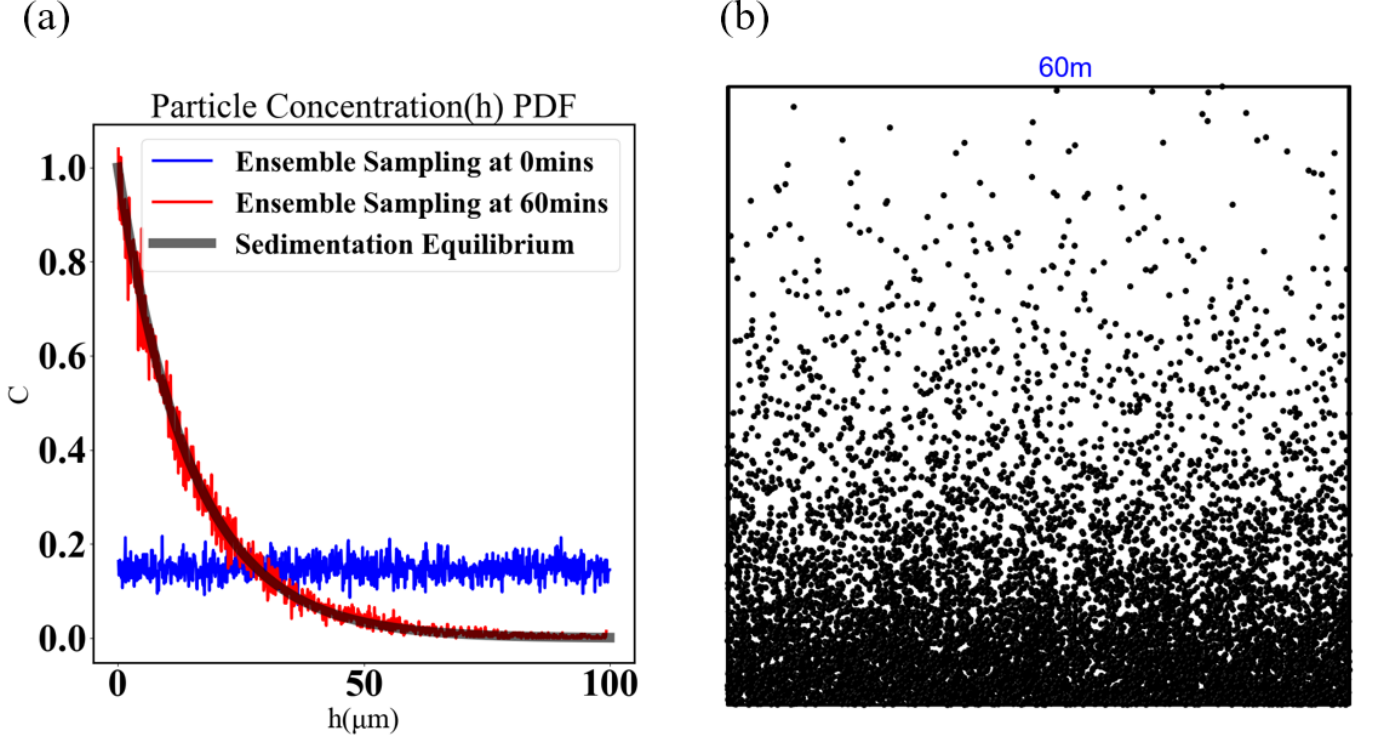 (a)
Particle Concentration(h) PDF
Ensemble Sampling at 0mins
Ensemble Sampling at 60mins
Sedimentation Equilibrium
1.0
0.8
0.6
0.4
0.2
0.0
C
0 50 100
h(μm)
(b)
60m